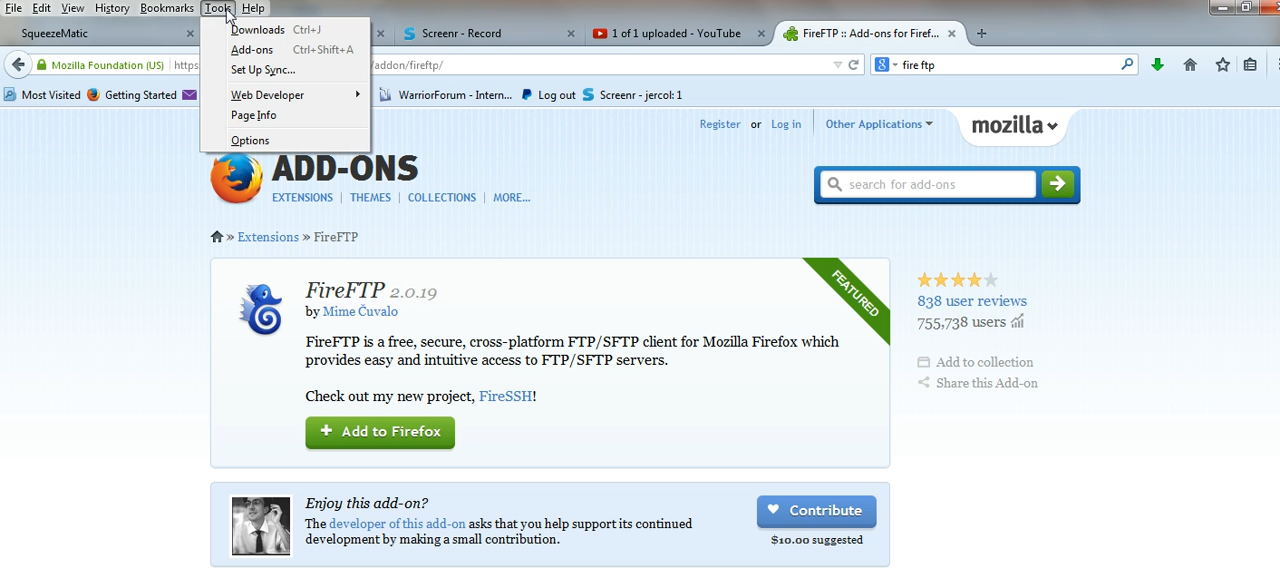 File Edit View History Bookmarks Tools Help
SqueezeMatic Screenr - Record 1 of 1 uploaded - YouTube FireFTP :: Add-ons for Firef...
Mozilla Foundation (US) https /addon/fireftp/ fire ftp
Most Visited Getting Started WarriorForum - Intern... Log out Screenr - jercol: 1
Downloads Ctrl+J
Add-ons Ctrl+Shift+A
Set Up Sync...
Web Developer
Page Info
Options
Register or Log in Other Applications mozilla
ADD-ONS
EXTENSIONS | THEMES | COLLECTIONS | MORE...
search for add-ons
» Extensions » FireFTP
FireFTP 2.0.19
by Mime Čuvalo
FEATURED
FireFTP is a free, secure, cross-platform FTP/SFTP client for Mozilla Firefox which
provides easy and intuitive access to FTP/SFTP servers.
Check out my new project, FireSSH!
+ Add to Firefox
838 user reviews
755,738 users
Add to collection
Share this Add-on
Enjoy this add-on?
The developer of this add-on asks that you help support its continued
development by making a small contribution.
Contribute
$10.00 suggested